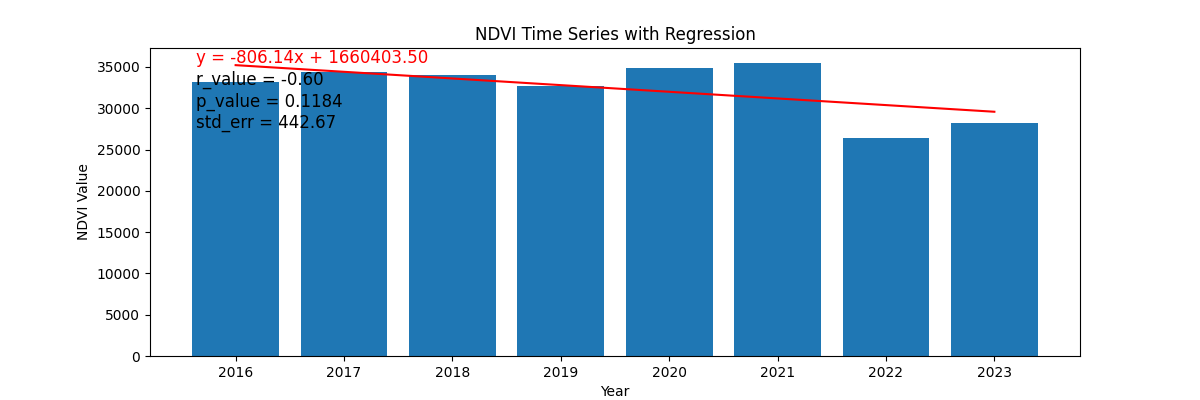 NDVI Time Series with Regression
y = -806.14x + 1660403.50
r_value = -0.60
p_value = 0.1184
std_err = 442.67
NDVI Value
35000
30000
25000
20000
15000
10000
5000
0
2016 2017 2018 2019 2020 2021 2022 2023
Year